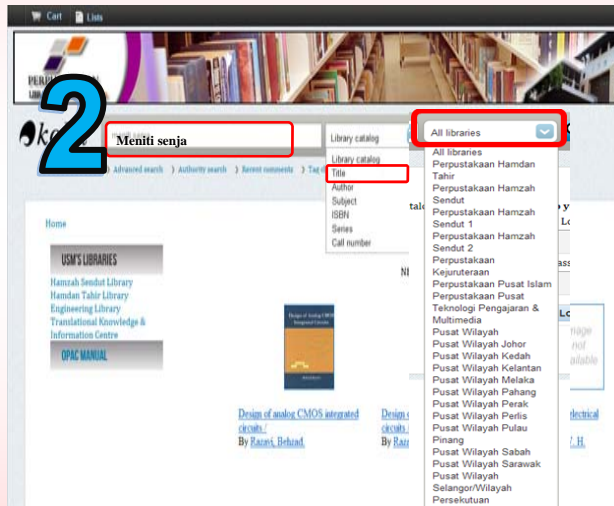 Cart Lists
2
Meniti senja
Library catalog
All libraries
Advanced search Authority search Recent comments Tag
Library catalog
Title
Author
Subject
ISBN
Series
Call number
All libraries
Perpustakaan Hamdan
Tahir
Perpustakaan Hamzah
Sendut
Perpustakaan Hamzah
Sendut 1
Perpustakaan Hamzah
Sendut 2
Perpustakaan
Kejuruteraan
Perpustakaan Pusat Islam
Perpustakaan Pusat
Teknologi Pengajaran &
Multimedia
Pusat Wilayah
Pusat Wilayah Johor
Pusat Wilayah Kedah
Pusat Wilayah Kelantan
Pusat Wilayah Melaka
Pusat Wilayah Pahang
Pusat Wilayah Perak
Pusat Wilayah Perlis
Pusat Wilayah Pulau
Pinang
Pusat Wilayah Sabah
Pusat Wilayah Sarawak
Pusat Wilayah
Selangor/Wilayah
Persekutuan
Home
USM'S LIBRARIES
Hamzah Sendut Library
Hamdan Tahir Library
Engineering Library
Translational Knowledge &
Information Centre
OPAC MANUAL
Design of analog CMOS integrated
circuits /
By Razavi, Behzad.